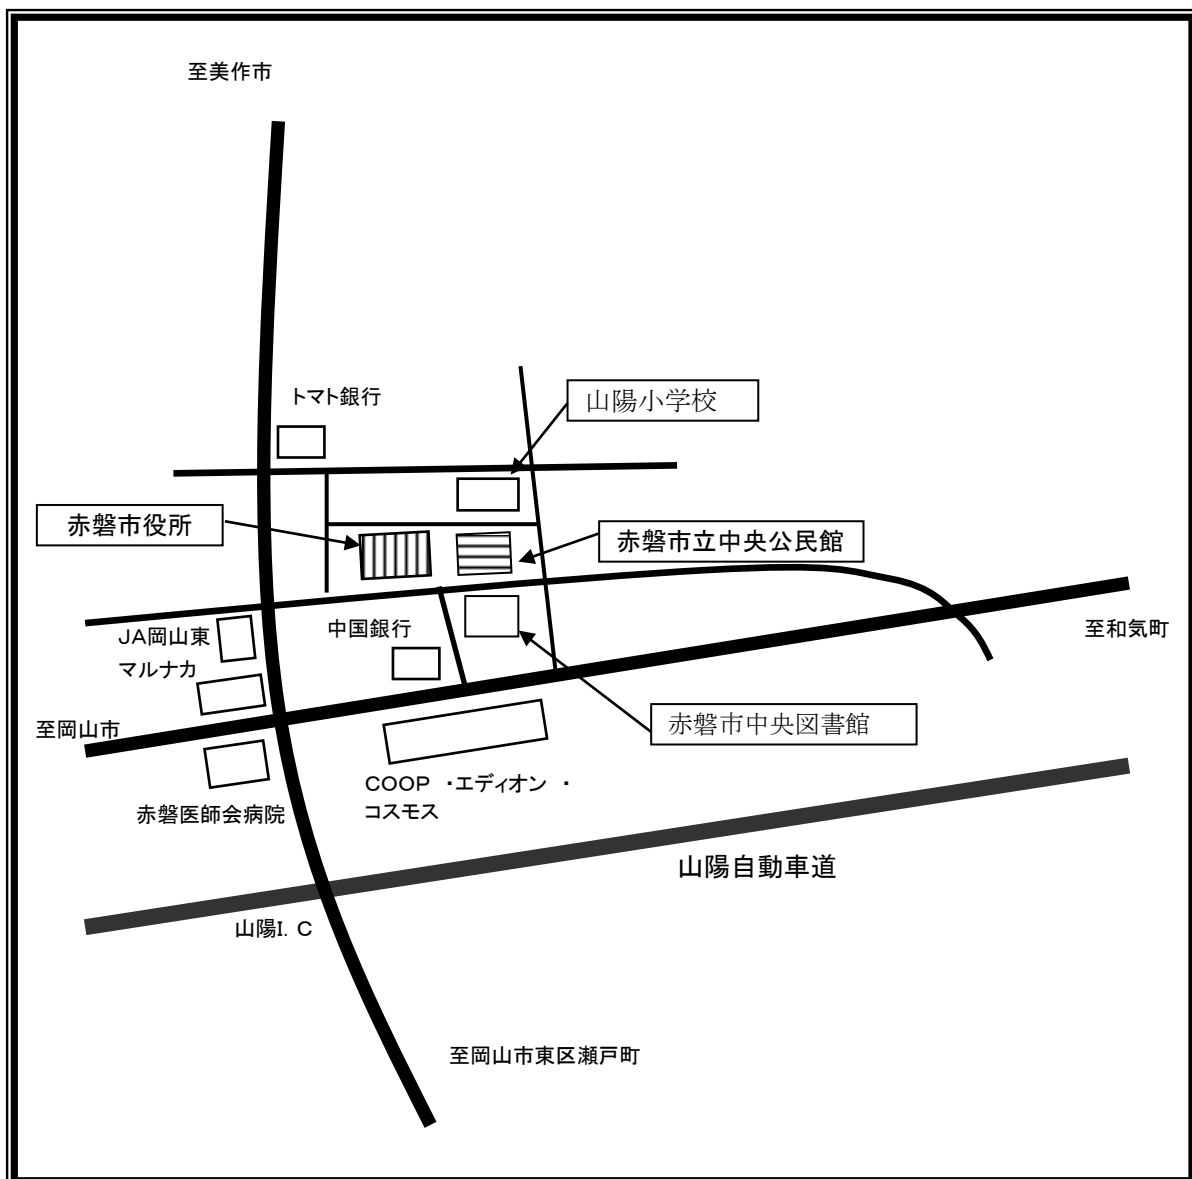 至美作市
トマト銀行
山陽小学校
赤磐市役所
赤磐市立中央公民館
JA岡山東
中国銀行
至和気町
マルナカ
至岡山市
赤磐市中央図書館
COOP ・エディオン ・
コスモス
赤磐医師会病院
山陽自動車道
山陽I. C
至岡山市東区瀬戸町